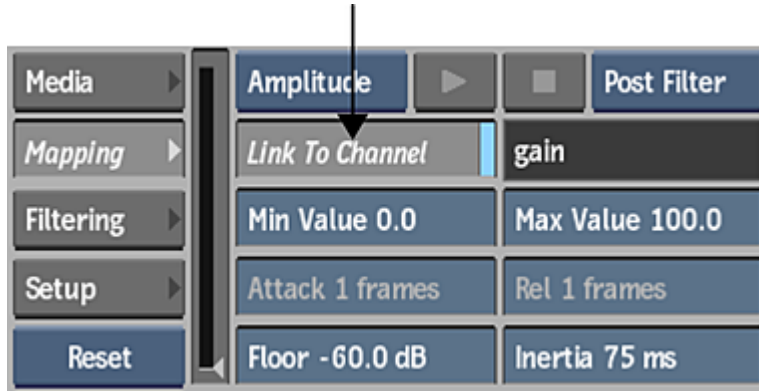 Media Amplitude Post Filter
Mapping Link To Channel gain
Filtering Min Value 0.0 Max Value 100.0
Setup Attack 1 frames Rel 1 frames
Reset Floor -60.0 dB Inertia 75 ms